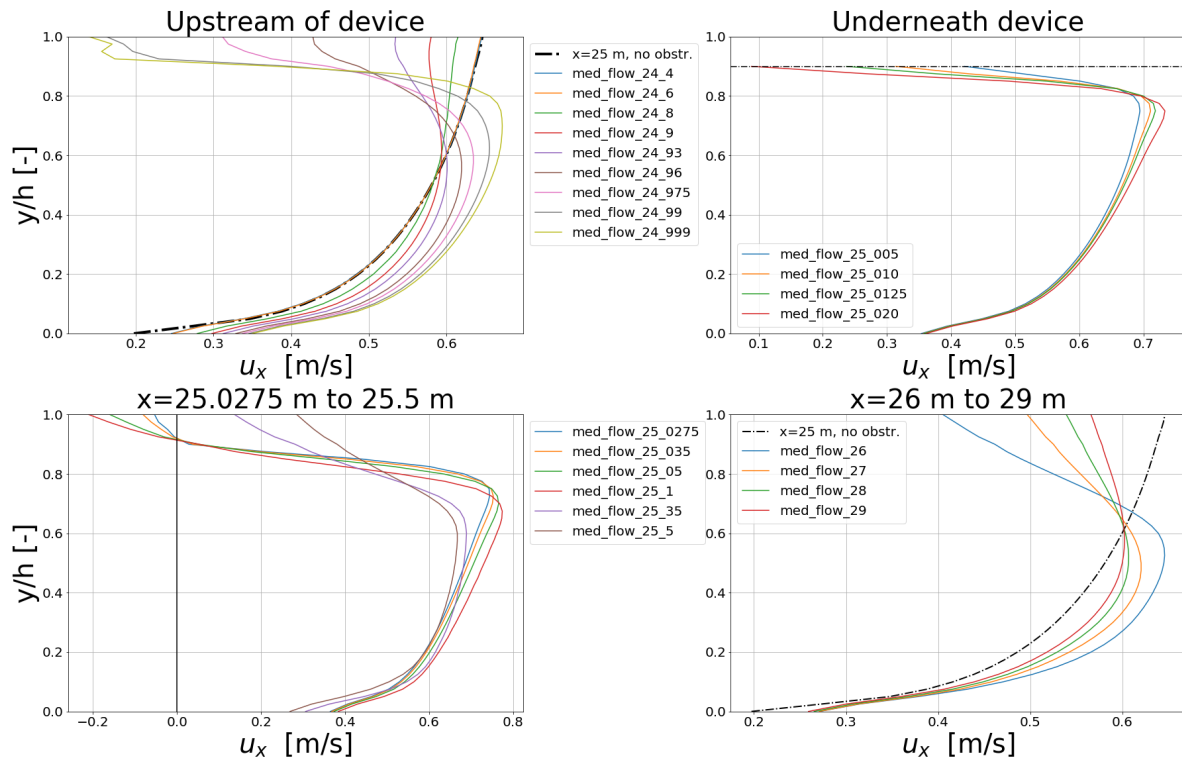 Upstream of device
y/h [-]
1.0
0.8
0.6
0.4
0.2
0.0
0.2 0.3 0.4 0.5 0.6
u_x [m/s]
x=25 m, no obstr.
med_flow_24_4
med_flow_24_6
med_flow_24_8
med_flow_24_9
med_flow_24_93
med_flow_24_96
med_flow_24_975
med_flow_24_99
med_flow_24_999
Underneath device
1.0
0.8
0.6
0.4
0.2
0.0
med_flow_25_005
med_flow_25_010
med_flow_25_0125
med_flow_25_020
0.1 0.2 0.3 0.4 0.5 0.6 0.7
u_x [m/s]
x=25.0275 m to 25.5 m
y/h [-]
1.0
0.8
0.6
0.4
0.2
0.0
−0.2 0.0 0.2 0.4 0.6 0.8
u_x [m/s]
med_flow_25_0275
med_flow_25_035
med_flow_25_05
med_flow_25_1
med_flow_25_35
med_flow_25_5
x=26 m to 29 m
1.0
0.8
0.6
0.4
0.2
0.0
x=25 m, no obstr.
med_flow_26
med_flow_27
med_flow_28
med_flow_29
0.2 0.3 0.4 0.5 0.6
u_x [m/s]